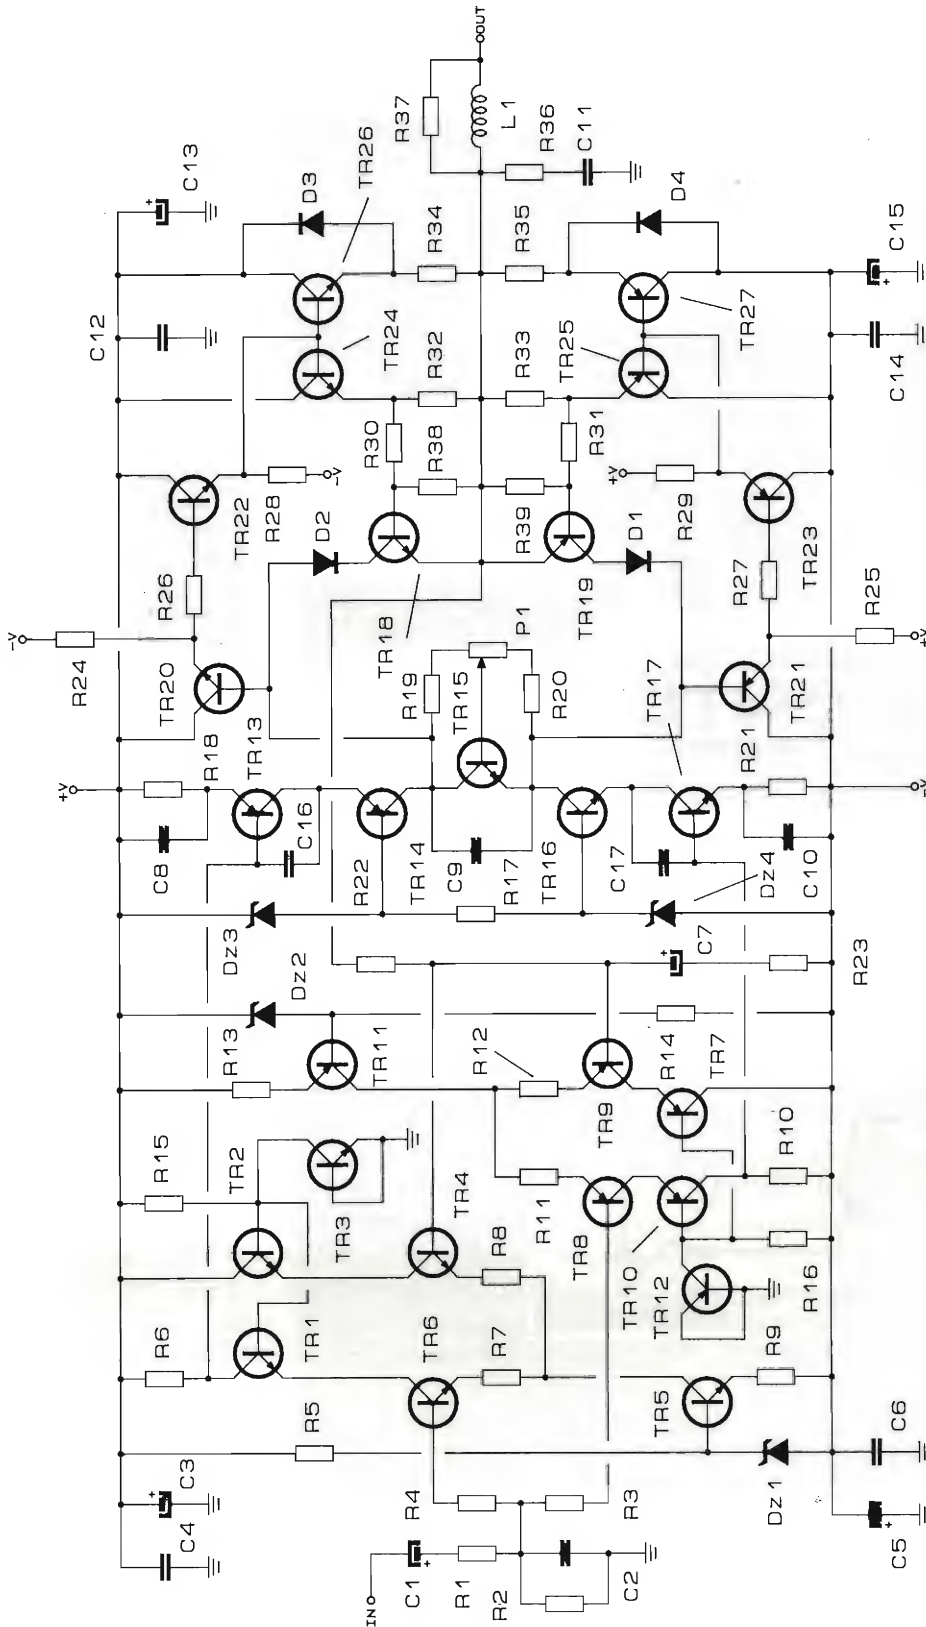 OUT
R37
L1
R36
C11
C13
D3
TR26
R34
R35
D4
C15
C12
TR24
R32
R33
TR25
TR27
C14
R30
R38
R31
TR22
R28
-V
D2
+V
R29
R39
D1
TR23
R26
R27
TR18
TR19
R25
-V
R24
TR20
R19
TR15
P1
R20
TR17
TR21
+V
+V
R18
TR13
R21
-V
C8
C16
R22
TR14
C9
R17
TR16
C17
Dz4
C10
Dz3
Dz2
C7
R23
R13
TR11
R12
R14
TR7
TR9
R15
TR2
TR3
TR4
R8
R11
TR8
TR10
TR12
R10
R16
R6
TR1
TR6
R7
TR5
R9
R5
C3
C4
R4
R3
Dz1
C6
C5
IN
C1
R1
R2
C2